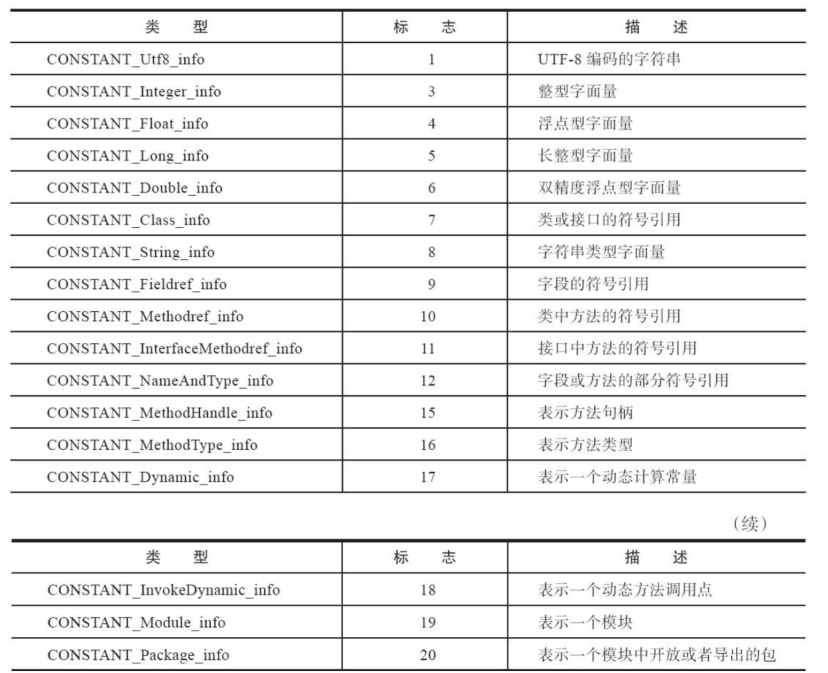 类 型 标 志 描 述
CONSTANT_Utf8_info 1 UTF-8 编码的字符串
CONSTANT_Integer_info 3 整型字面量
CONSTANT_Float_info 4 浮点型字面量
CONSTANT_Long_info 5 长整型字面量
CONSTANT_Double_info 6 双精度浮点型字面量
CONSTANT_Class_info 7 类或接口的符号引用
CONSTANT_String_info 8 字符串类型字面量
CONSTANT_Fieldref_info 9 字段的符号引用
CONSTANT_Methodref_info 10 类中方法的符号引用
CONSTANT_InterfaceMethodref_info 11 接口中方法的符号引用
CONSTANT_NameAndType_info 12 字段或方法的部分符号引用
CONSTANT_MethodHandle_info 15 表示方法句柄
CONSTANT_MethodType_info 16 表示方法类型
CONSTANT_Dynamic_info 17 表示一个动态计算常量
（续）
类 型 标 志 描 述
CONSTANT_InvokeDynamic_info 18 表示一个动态方法调用点
CONSTANT_Module_info 19 表示一个模块
CONSTANT_Package_info 20 表示一个模块中开放或者导出的包